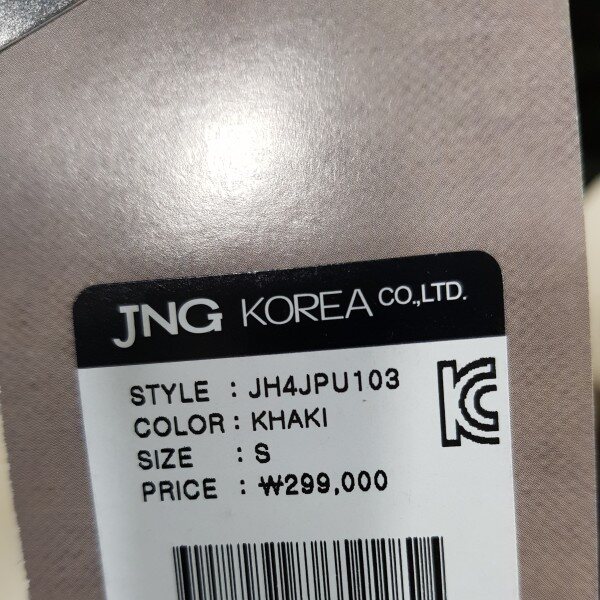 JNG KOREA CO.,LTD.
STYLE : JH4JPU103
COLOR : KHAKI
SIZE : S
PRICE : ₩299,000